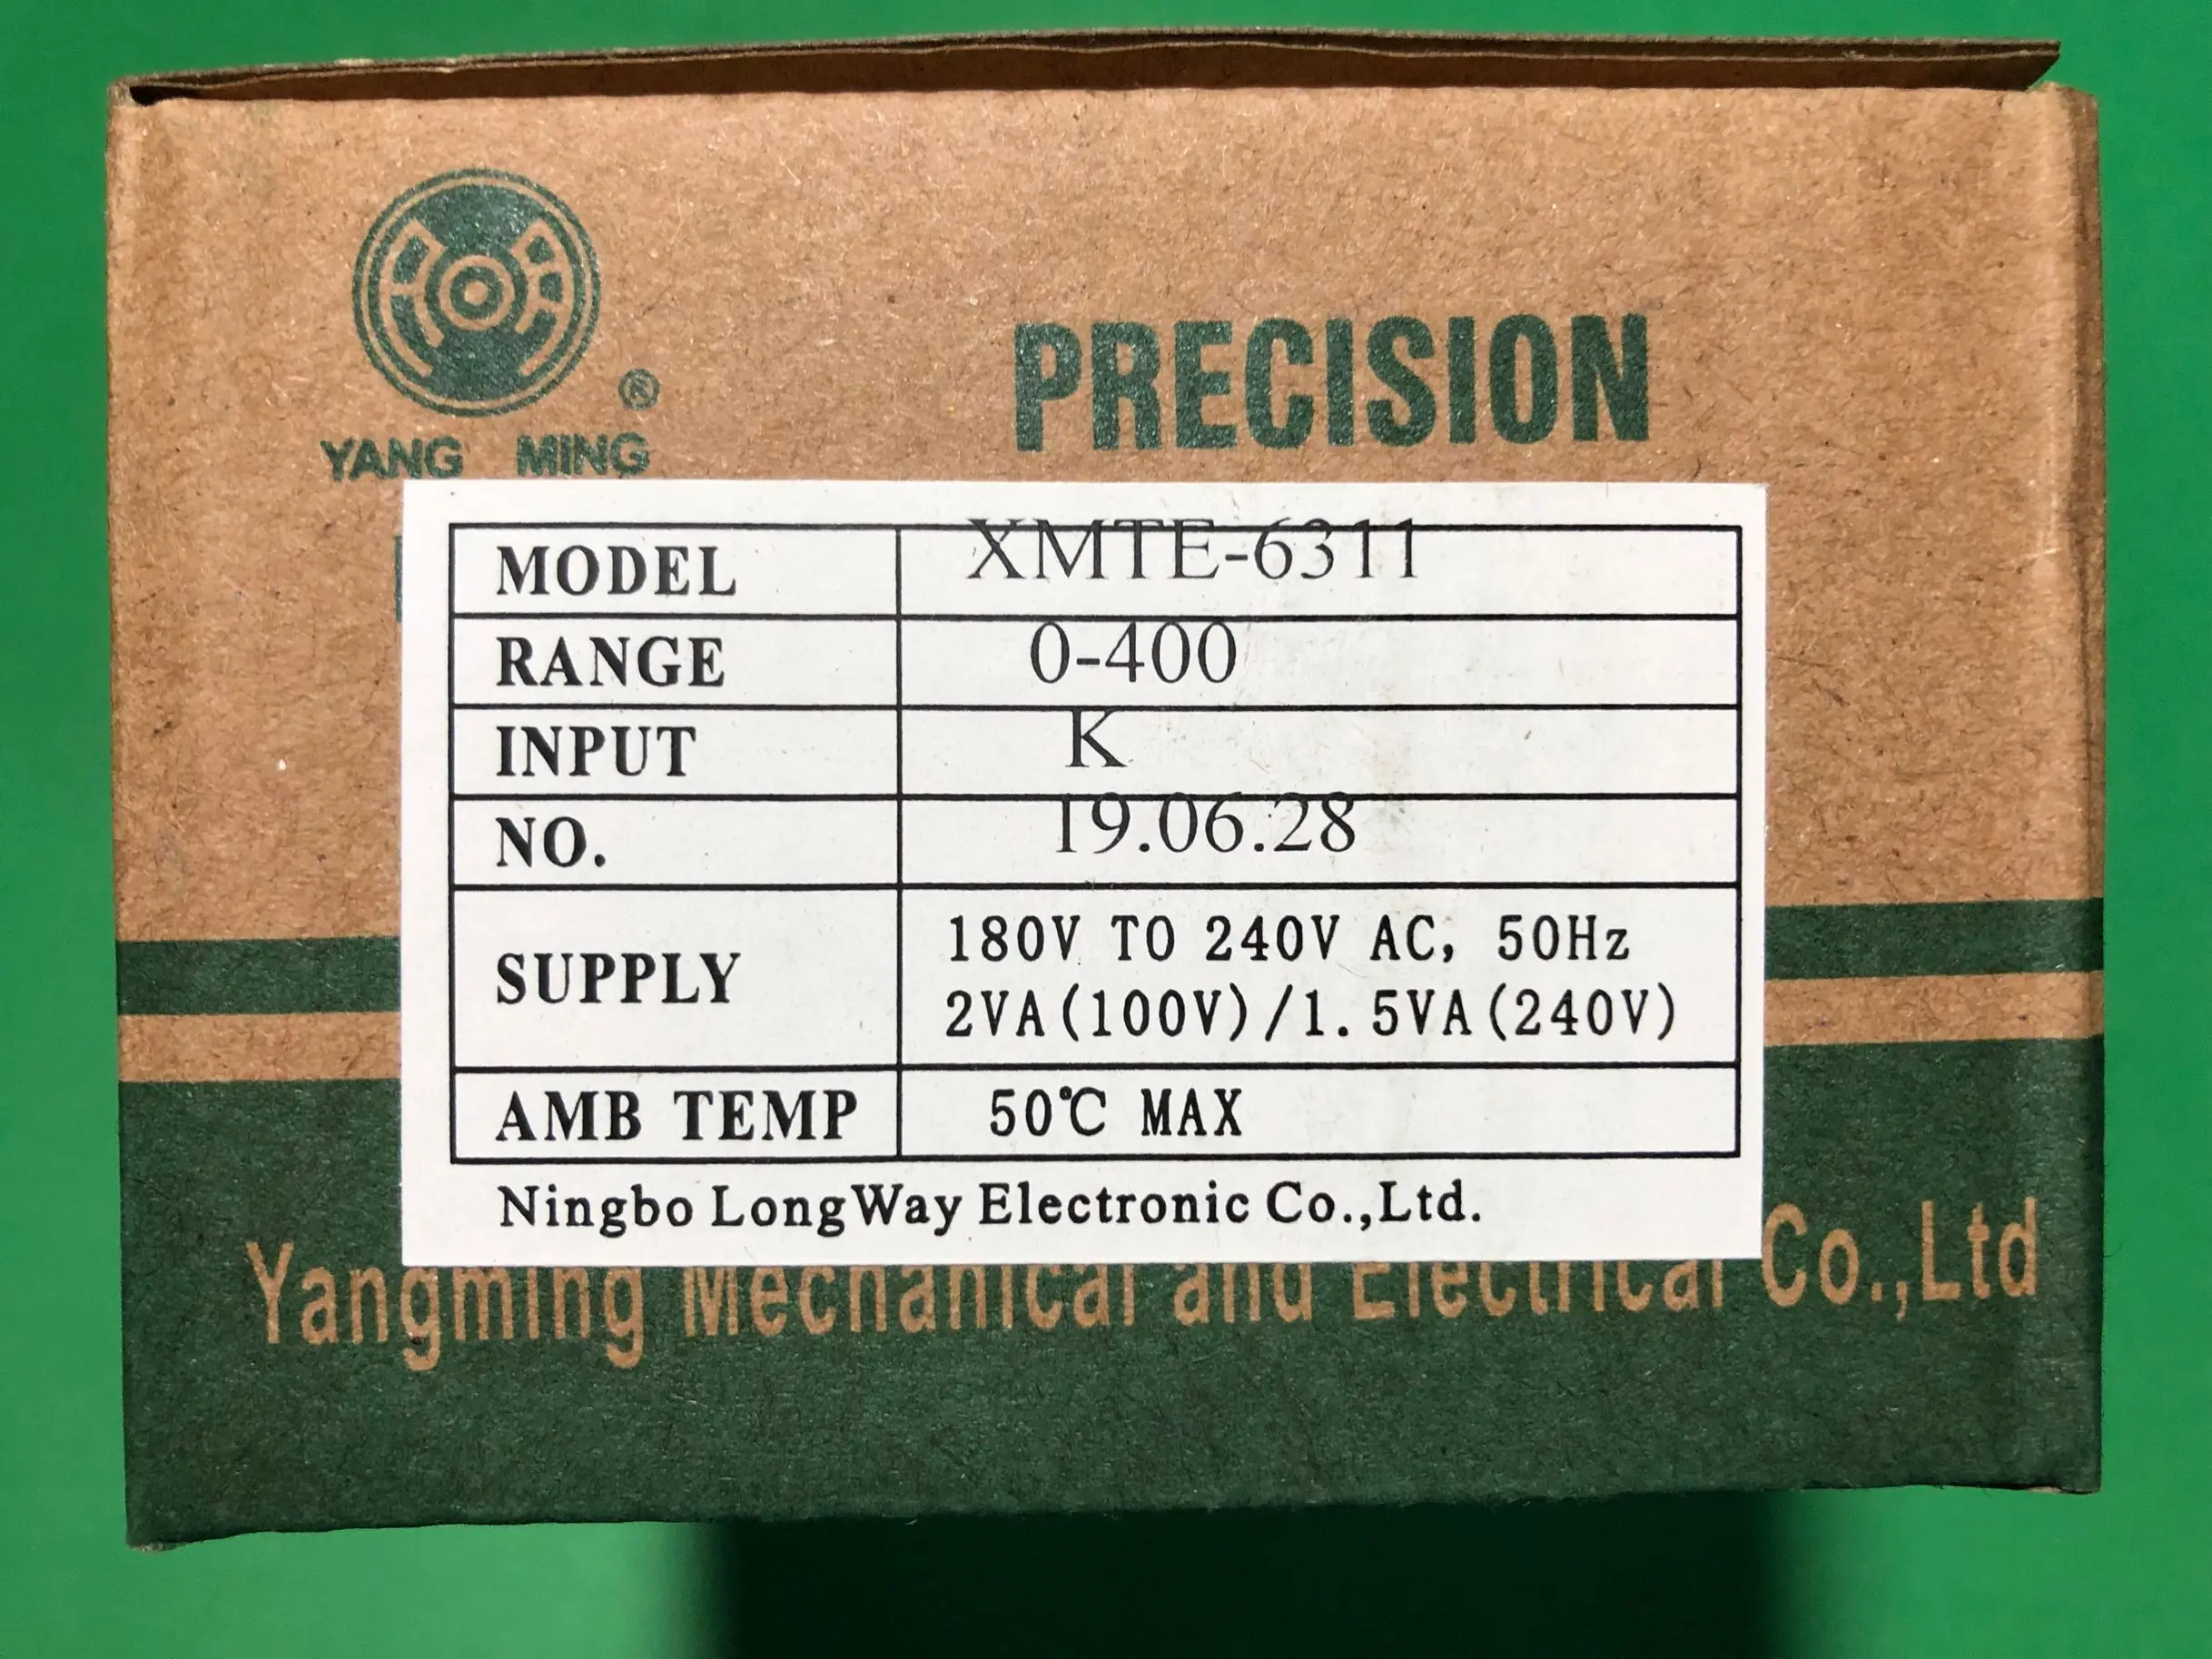 ®
YANG MING
PRECISION
MODEL XMTE-6311
RANGE 0-400
INPUT K
NO. 19.06.28
SUPPLY 180V TO 240V AC, 50Hz
2VA(100V)/1.5VA(240V)
AMB TEMP 50℃ MAX
Ningbo LongWay Electronic Co.,Ltd.
Yangming Mechanical and Electrical Co.,Ltd